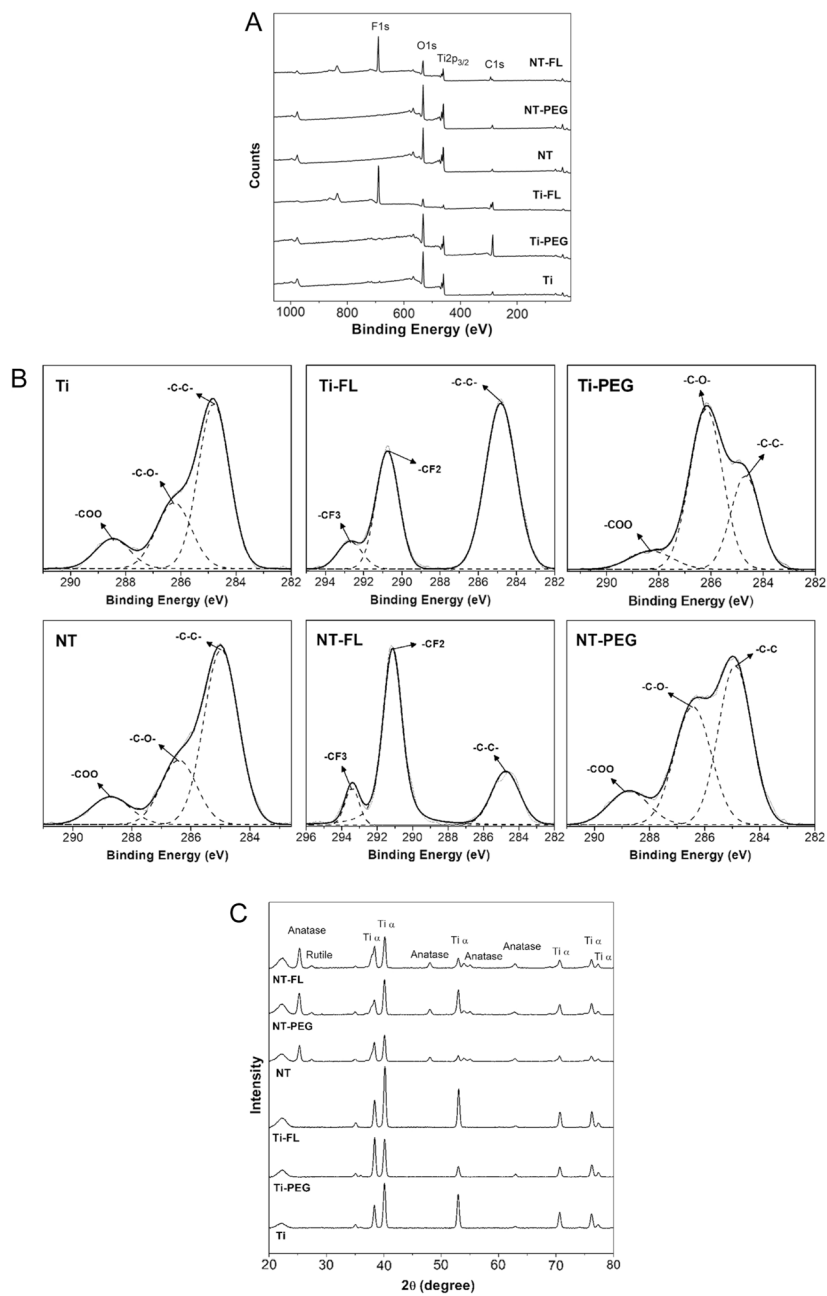 A
F1s
O1s
Ti2p3/2
C1s
NT-FL
NT-PEG
NT
Ti-FL
Ti-PEG
Ti
Counts
1000 800 600 400 200
Binding Energy (eV)
B
Ti
-C-C-
-C-O-
-COO
290 288 286 284 282
Binding Energy (eV)
Ti-FL
-C-C-
-CF2
-CF3
294 292 290 288 286 284 282
Binding Energy (eV)
Ti-PEG
-C-O-
-C-C-
-COO
290 288 286 284 282
Binding Energy (eV)
NT
-C-C-
-C-O-
-COO
290 288 286 284
Binding Energy (eV)
NT-FL
-CF2
-CF3
-C-C-
296 294 292 290 288 286 284 282
Binding Energy (eV)
NT-PEG
-C-C
-C-O-
-COO
290 288 286 284 282
Binding Energy (eV)
C
Ti α
Anatase
Ti α
Ti α
Ti α
Rutile
Anatase
Anatase
Anatase
Ti α
Ti α
NT-FL
NT-PEG
NT
Ti-FL
Ti-PEG
Ti
Intensity
20 30 40 50 60 70 80
2θ (degree)